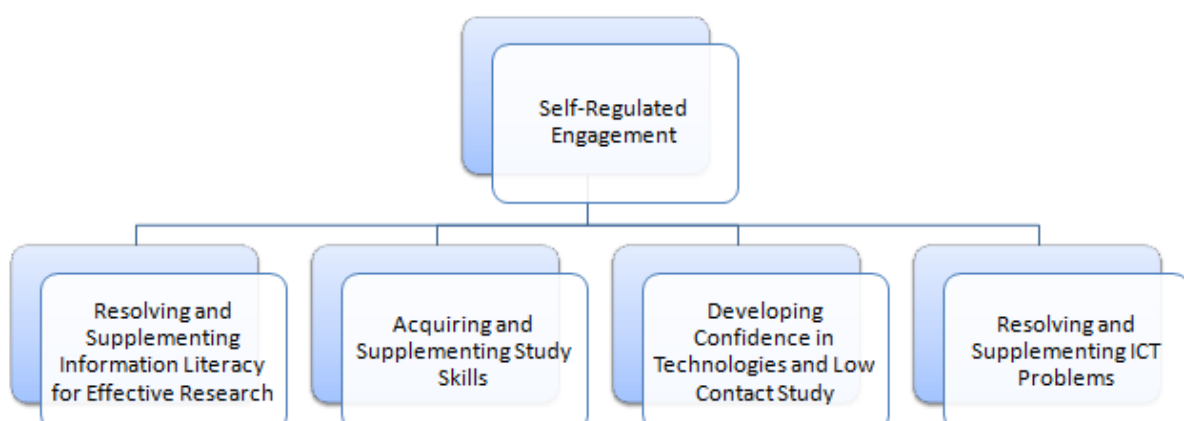 Self-Regulated
Engagement
Resolving and
Supplementing
Information Literacy
for Effective Research
Acquiring and
Supplementing Study
Skills
Developing
Confidence in
Technologies and Low
Contact Study
Resolving and
Supplementing ICT
Problems